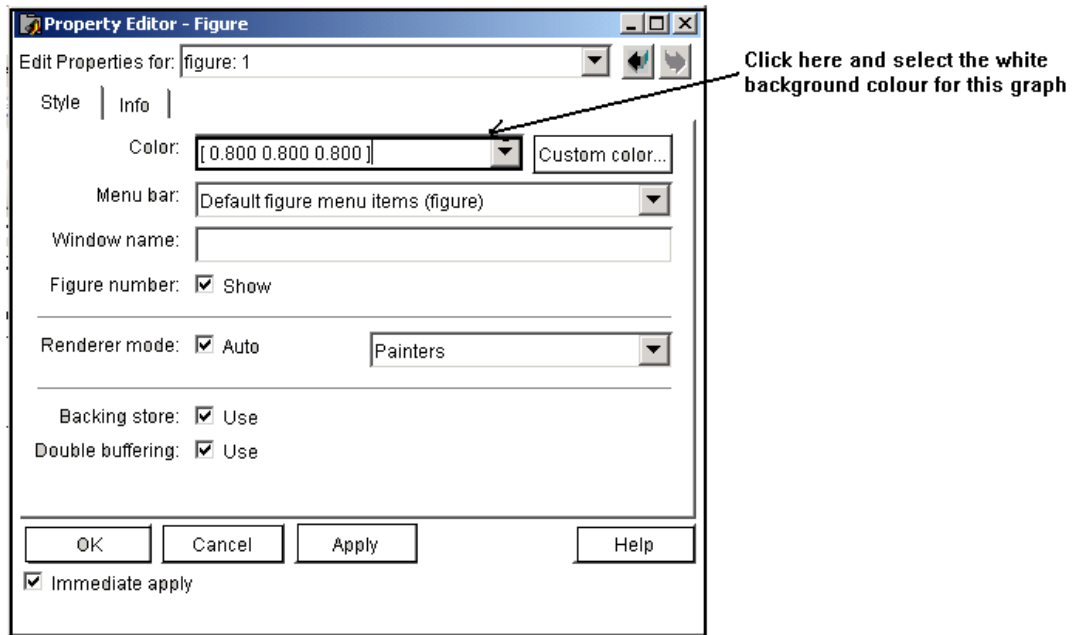 Property Editor - Figure
Edit Properties for: figure: 1
Click here and select the white
background colour for this graph
Style Info
Color: [ 0.800 0.800 0.800 ] Custom color...
Menu bar: Default figure menu items (figure)
Window name:
Figure number: Show
Renderer mode: Auto Painters
Backing store: Use
Double buffering: Use
OK Cancel Apply Help
Immediate apply